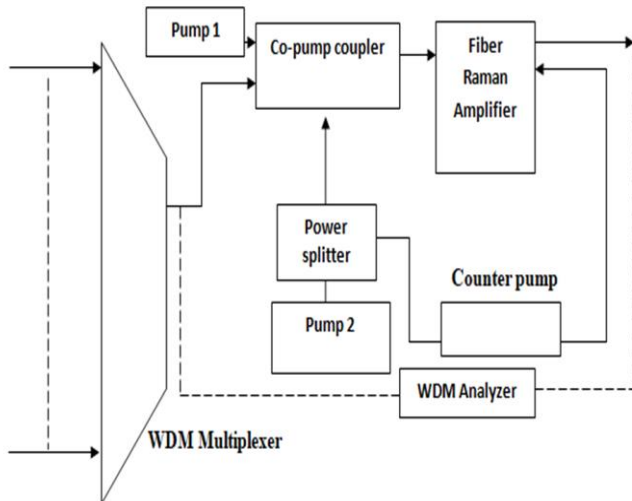 Pump 1
Co-pump coupler
Fiber
Raman
Amplifier
Power
splitter
Counter pump
Pump 2
WDM Analyzer
WDM Multiplexer